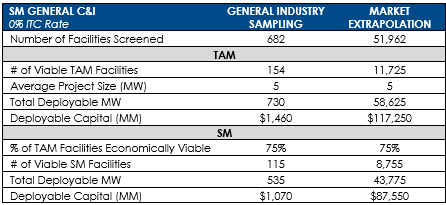 SM GENERAL C&I GENERAL INDUSTRY MARKET
0% ITC Rate SAMPLING EXTRAPOLATION
Number of Facilities Screened 682 51,962
TAM
# of Viable TAM Facilities 154 11,725
Average Project Size (MW) 5 5
Total Deployable MW 730 58,625
Deployable Capital (MM) $1,460 $117,250
SM
% of TAM Facilities Economically Viable 75% 75%
# of Viable SM Facilities 115 8,755
Total Deployable MW 535 43,775
Deployable Capital (MM) $1,070 $87,550